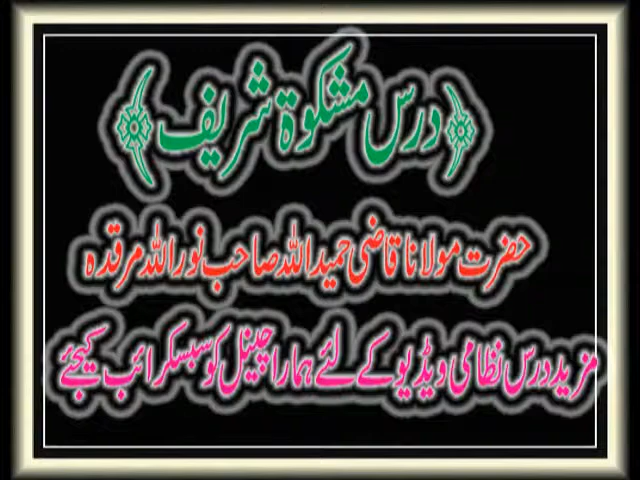 ﴿درس مشکوۃ شریف﴾
حضرت مولانا قاضی حمید اللہ صاحب نور اللہ مرقدہ
مزید درس نظامی ویڈیو کے لئے ہمارا چینل کو سبسکرائب کیجئے